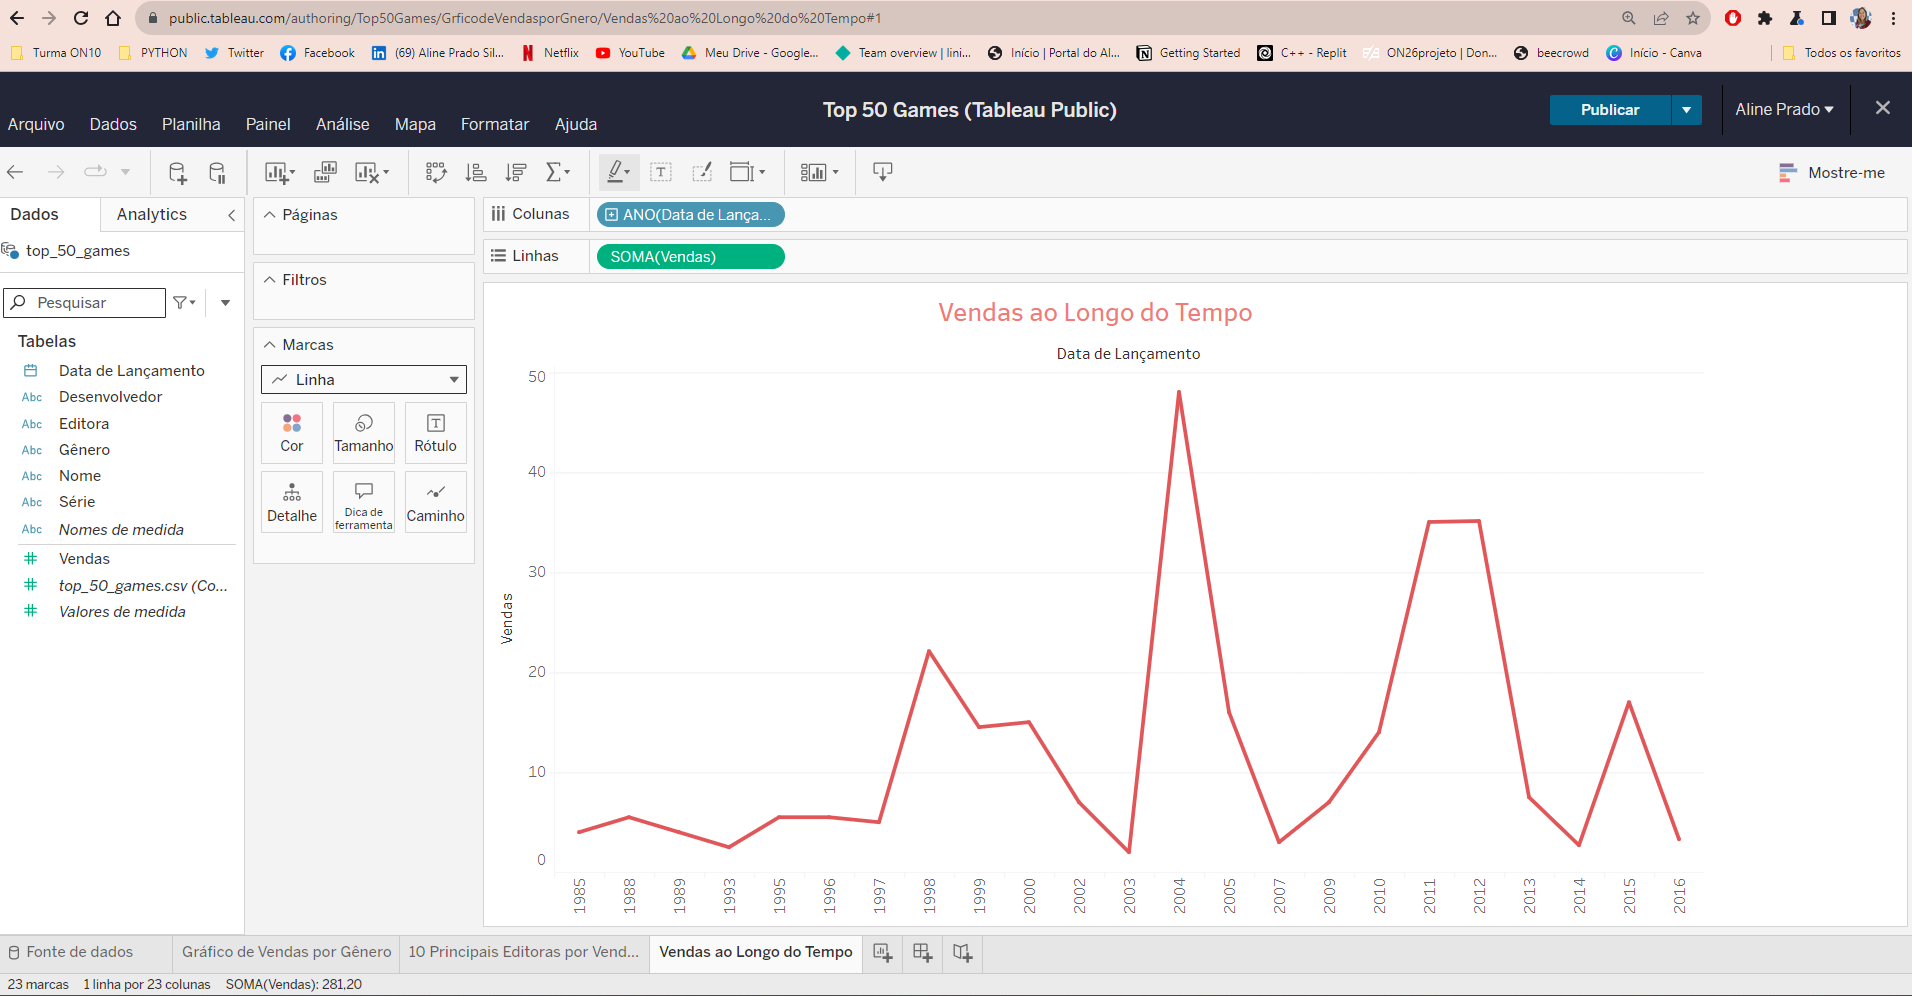 public.tableau.com/authoring/Top50Games/GrficodeVendasporGnero/Vendas%20ao%20Longo%20do%20Tempo#1
Turma ON10 PYTHON Twitter Facebook (69) Aline Prado Sil... Netflix YouTube Meu Drive - Google... Team overview | lini... Início | Portal do Al... Getting Started C++ - Replit ON26projeto | Don... beecrowd Início - Canva Todos os favoritos
Top 50 Games (Tableau Public)
Publicar
Aline Prado
Arquivo Dados Planilha Painel Análise Mapa Formatar Ajuda
Mostre-me
Dados Analytics
top_50_games
Pesquisar
Tabelas
Data de Lançamento
Abc Desenvolvedor
Abc Editora
Abc Gênero
Abc Nome
Abc Série
Abc Nomes de medida
Vendas
top_50_games.csv (Co...
Valores de medida
Páginas
Filtros
Marcas
Linha
Cor Tamanho Rótulo
Detalhe Dica de ferramenta Caminho
Colunas ANO(Data de Lança...
Linhas SOMA(Vendas)
Vendas ao Longo do Tempo
Data de Lançamento
50
40
30
20
10
0
Vendas
1985 1988 1989 1993 1995 1996 1997 1998 1999 2000 2002 2003 2004 2005 2007 2009 2010 2011 2012 2013 2014 2015 2016
Fonte de dados Gráfico de Vendas por Gênero 10 Principais Editoras por Vend... Vendas ao Longo do Tempo
23 marcas 1 linha por 23 colunas SOMA(Vendas): 281,20